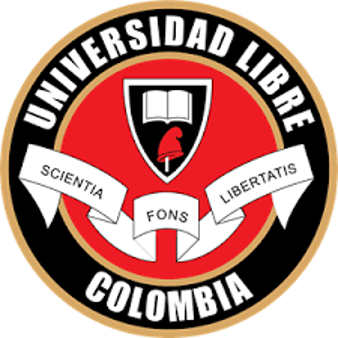 UNIVERSIDAD LIBRE
SCIENTIA
FONS
LIBERTATIS
COLOMBIA